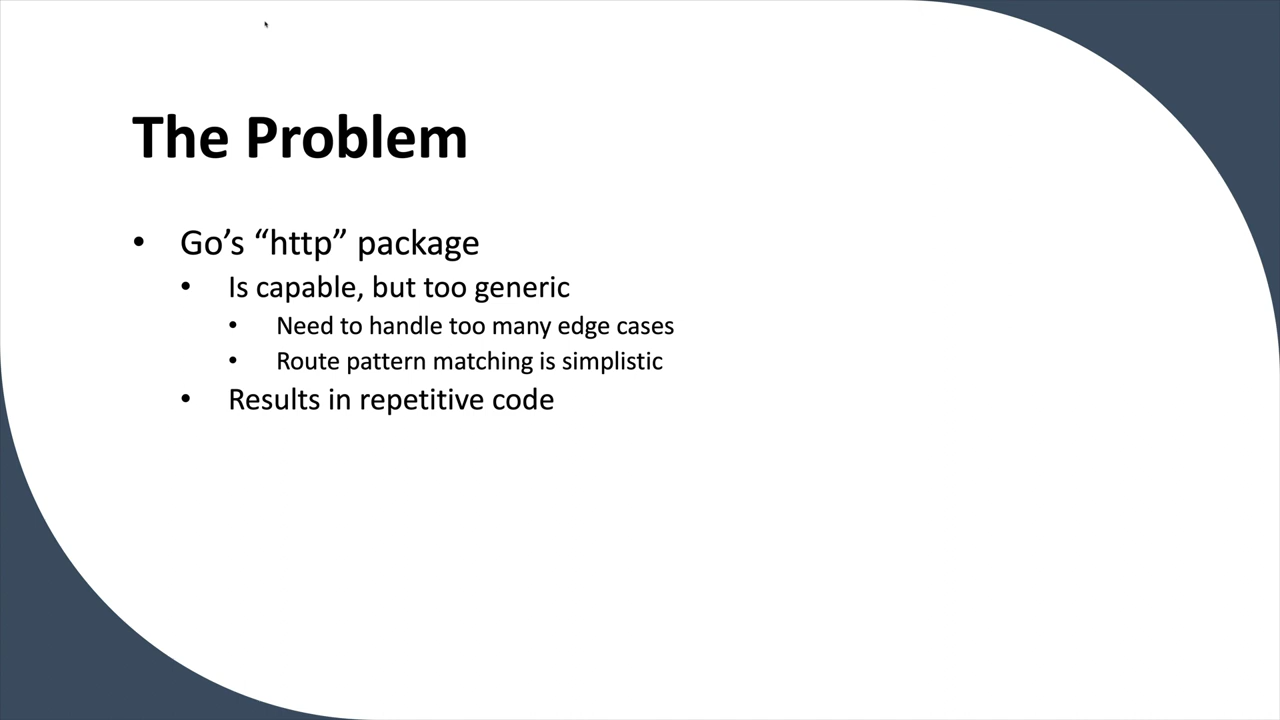 The Problem
• Go’s “http” package
• Is capable, but too generic
• Need to handle too many edge cases
• Route pattern matching is simplistic
• Results in repetitive code